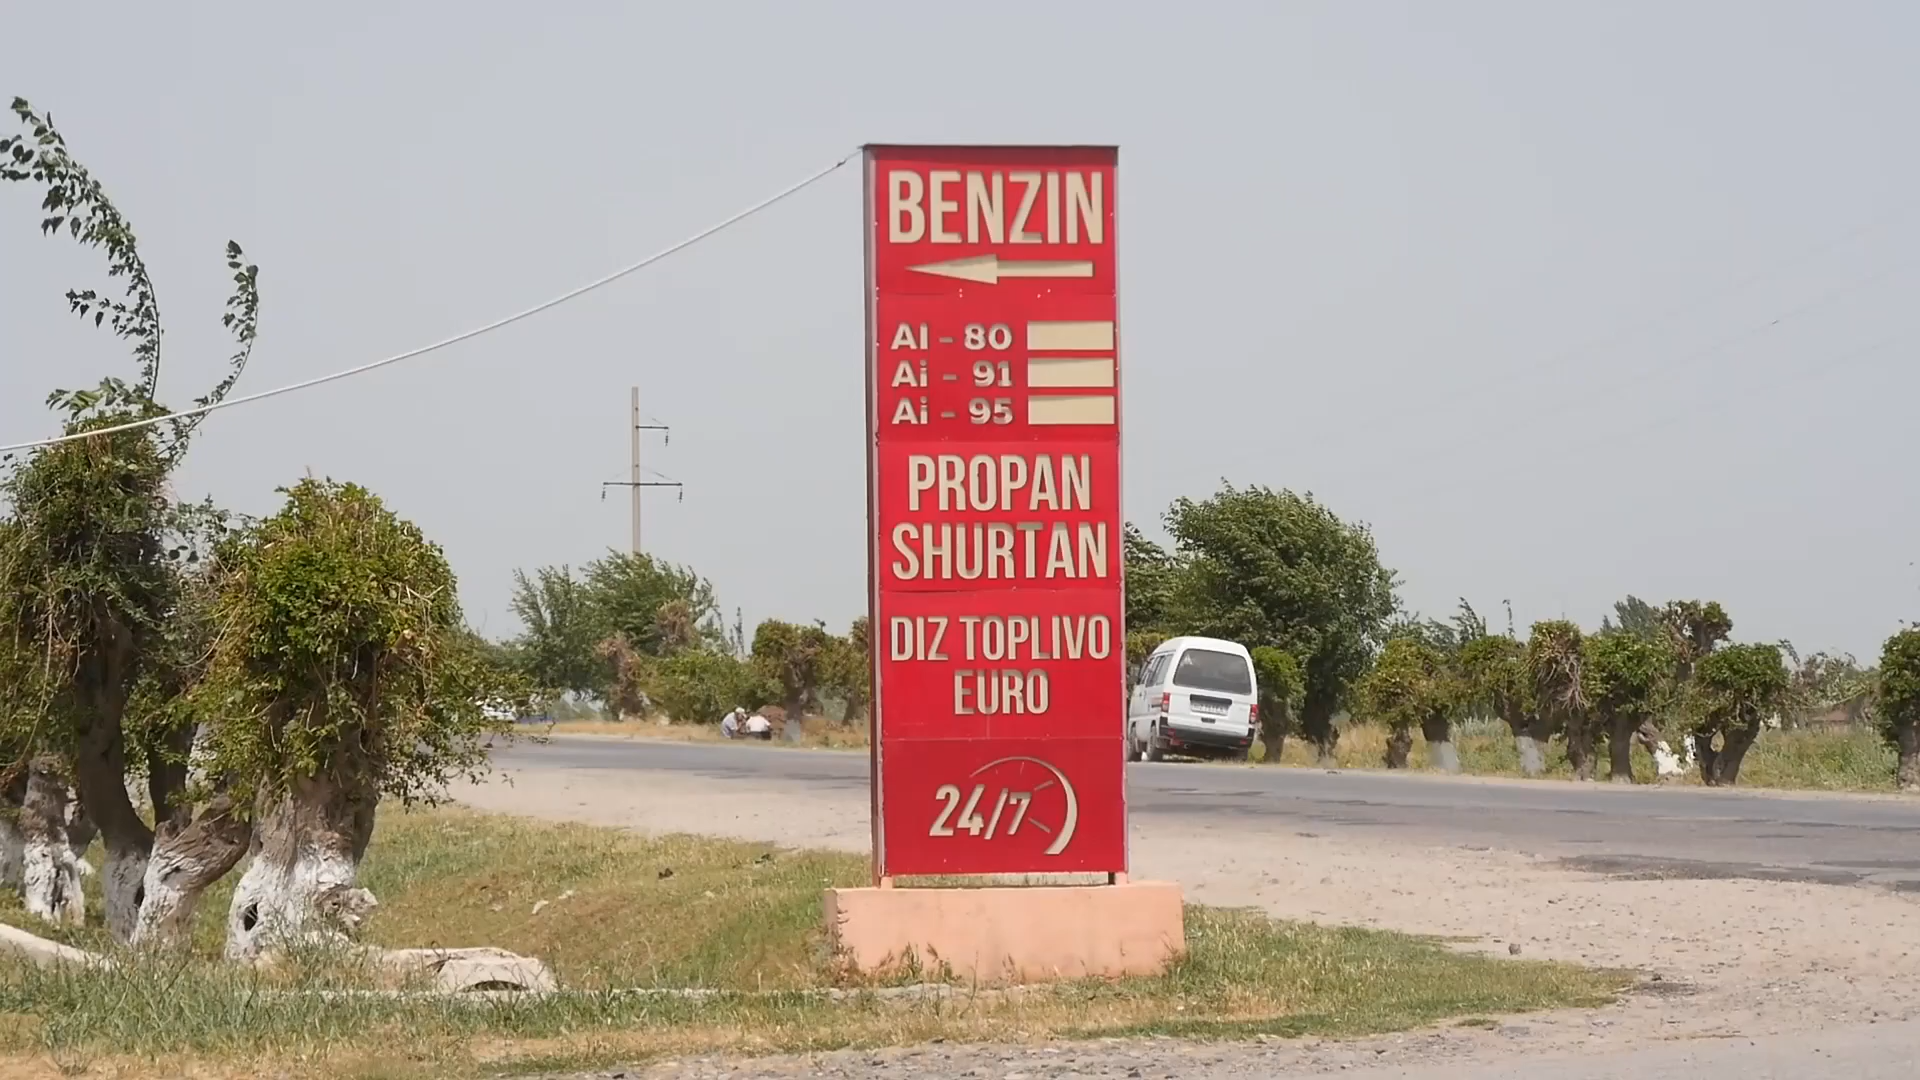 BENZIN
AI - 80
Ai - 91
Ai - 95
PROPAN
SHURTAN
DIZ TOPLIVO
EURO
24/7